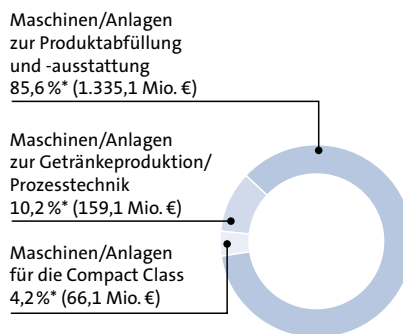 Maschinen/Anlagen
zur Produktabfüllung
und -ausstattung
85,6 %* (1.335,1 Mio. €)
Maschinen/Anlagen
zur Getränkeproduktion/
Prozesstechnik
10,2 %* (159,1 Mio. €)
Maschinen/Anlagen
für die Compact Class
4,2 %* (66,1 Mio. €)